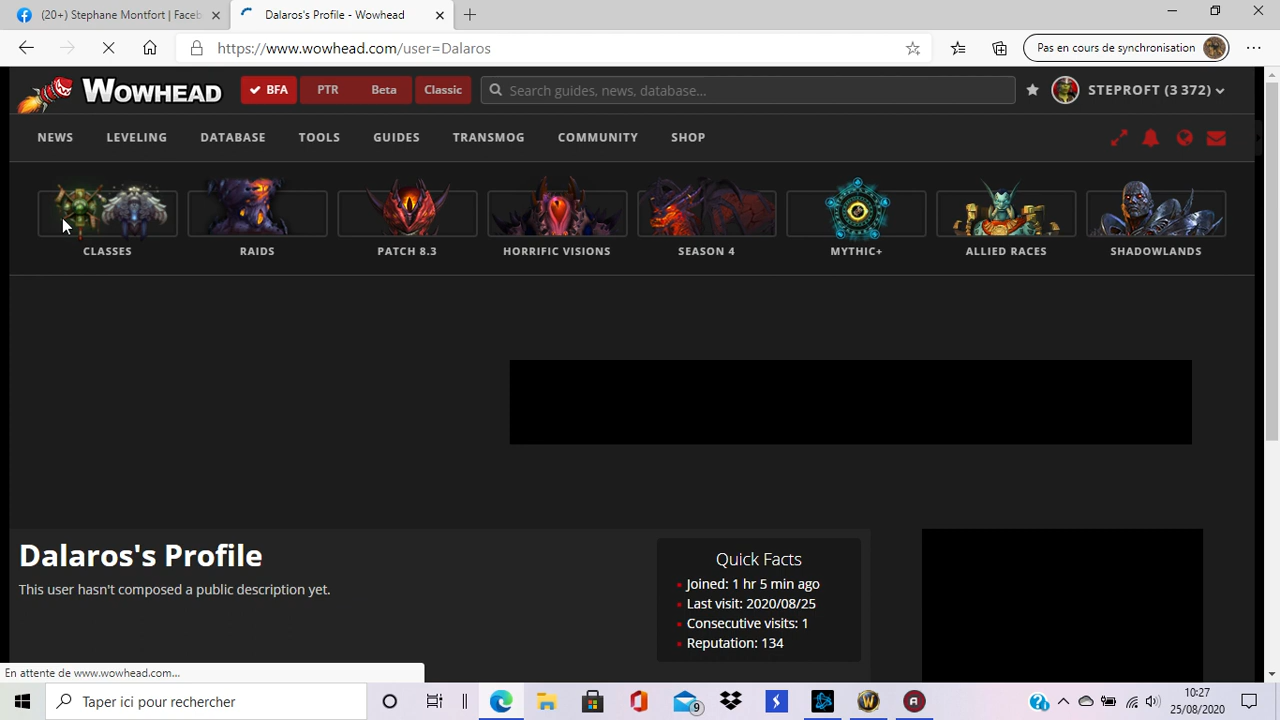 (20+) Stephane Montfort | Faceb
Dalaros's Profile - Wowhead
https://www.wowhead.com/user=Dalaros
Pas en cours de synchronisation
WOWHEAD
BFA
PTR
Beta
Classic
Search guides, news, database...
STEPROFT (3 372)
NEWS
LEVELING
DATABASE
TOOLS
GUIDES
TRANSMOG
COMMUNITY
SHOP
CLASSES
RAIDS
PATCH 8.3
HORRIFIC VISIONS
SEASON 4
MYTHIC+
ALLIED RACES
SHADOWLANDS
Dalaros's Profile
This user hasn't composed a public description yet.
Quick Facts
Joined: 1 hr 5 min ago
Last visit: 2020/08/25
Consecutive visits: 1
Reputation: 134
En attente de www.wowhead.com...
Taper ici pour rechercher
9
10:27
25/08/2020